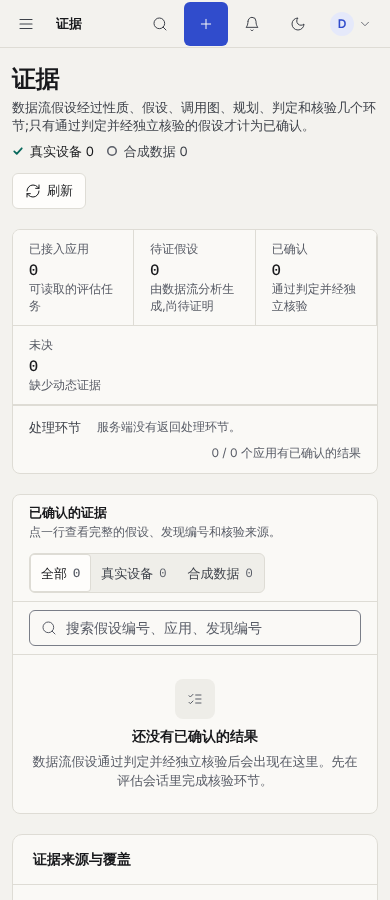 证据
D
证据
数据流假设经过性质、假设、调用图、规划、判定和核验几个环
节;只有通过判定并经独立核验的假设才计为已确认。
真实设备 0 合成数据 0
刷新
已接入应用
0
可读取的评估任
务
待证假设
0
由数据流分析生
成,尚待证明
已确认
0
通过判定并经独
立核验
未决
0
缺少动态证据
处理环节 服务端没有返回处理环节。
0 / 0 个应用有已确认的结果
已确认的证据
点一行查看完整的假设、发现编号和核验来源。
全部 0 真实设备 0 合成数据 0
搜索假设编号、应用、发现编号
还没有已确认的结果
数据流假设通过判定并经独立核验后会出现在这里。先在
评估会话里完成核验环节。
证据来源与覆盖